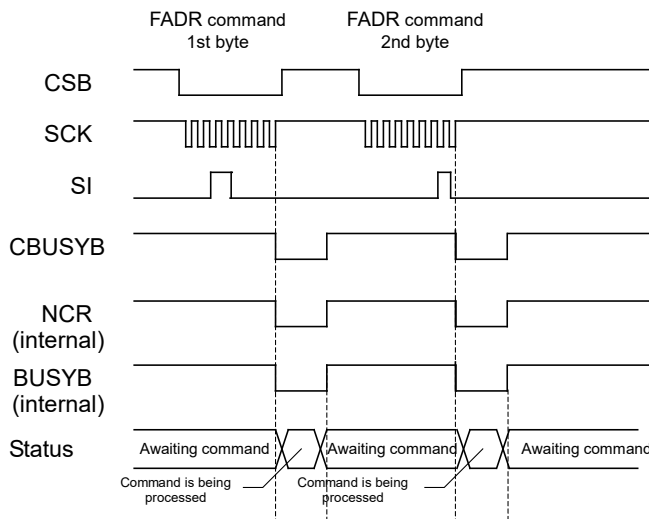 FADR command
1st byte
FADR command
2nd byte
CSB
SCK
SI
CBUSYB
NCR
(internal)
BUSYB
(internal)
Status
Awaiting command
Awaiting command
Awaiting command
Command is being
processed
Command is being
processed